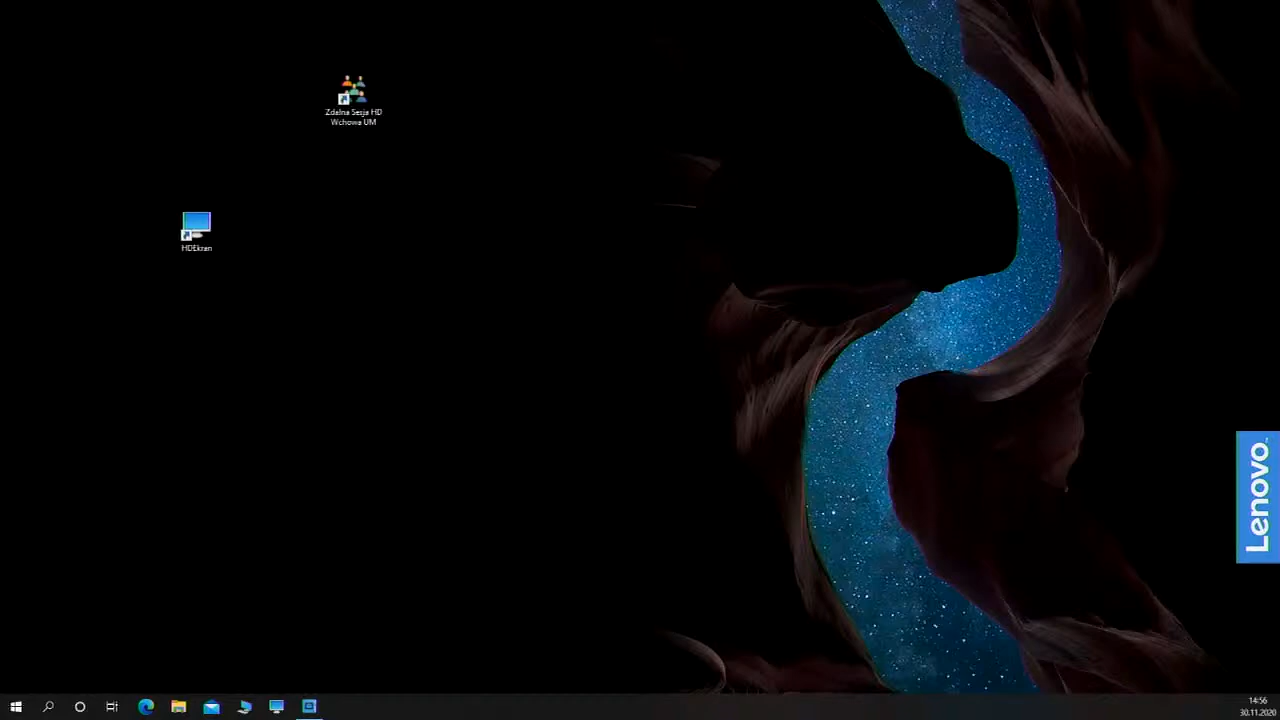 Zdalna Sesja HD
Wchowa UM
HDEkran
Lenovo
14:56
30.11.2020